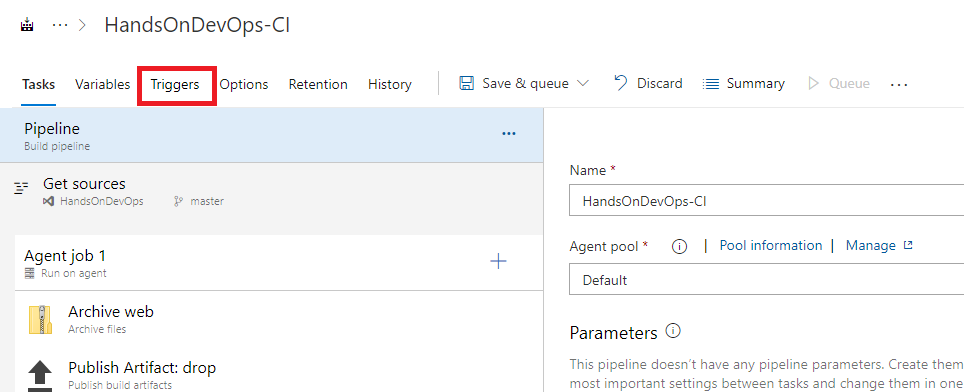 ··· > HandsOnDevOps-CI
Tasks Variables Triggers Options Retention History Save & queue Discard Summary Queue ...
Pipeline
Build pipeline
...
Get sources
HandsOnDevOps master
Agent job 1
Run on agent
Archive web
Archive files
Publish Artifact: drop
Publish build artifacts
Name *
HandsOnDevOps-CI
Agent pool * | Pool information | Manage
Default
Parameters
This pipeline doesn't have any pipeline parameters. Create them
most important settings between tasks and change them in one